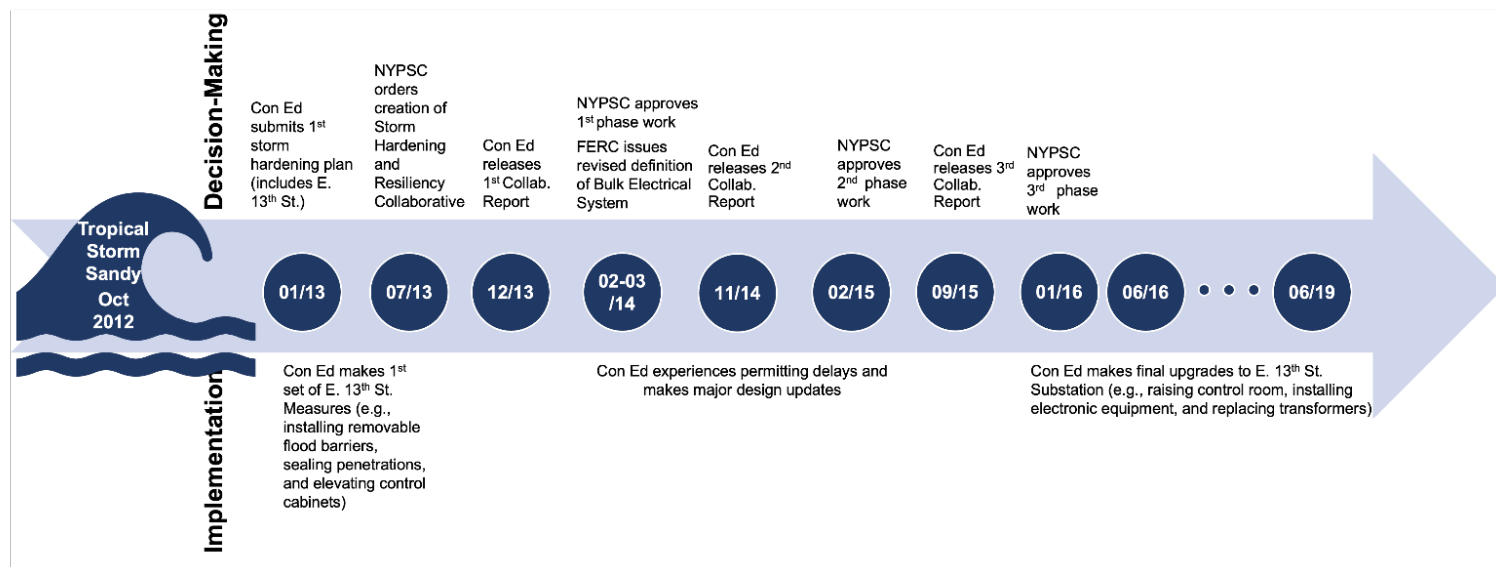 Decision-Making
Con Ed
submits 1st
storm
hardening plan
(includes E.
13th St.)
NYPSC
orders
creation of
Storm
Hardening
and
Resiliency
Collaborative
Con Ed
releases
1st Collab.
Report
NYPSC approves
1st phase work
FERC issues
revised definition
of Bulk Electrical
System
Con Ed
releases 2nd
Collab.
Report
NYPSC
approves
2nd phase
work
Con Ed
releases 3rd
Collab.
Report
NYPSC
approves
3rd phase
work
Tropical
Storm
Sandy
Oct
2012
01/13
07/13
12/13
02-03
/14
11/14
02/15
09/15
01/16
06/16
06/19
Implementation
Con Ed makes 1st
set of E. 13th St.
Measures (e.g.,
installing removable
flood barriers,
sealing penetrations,
and elevating control
cabinets)
Con Ed experiences permitting delays and
makes major design updates
Con Ed makes final upgrades to E. 13th St.
Substation (e.g., raising control room, installing
electronic equipment, and replacing transformers)